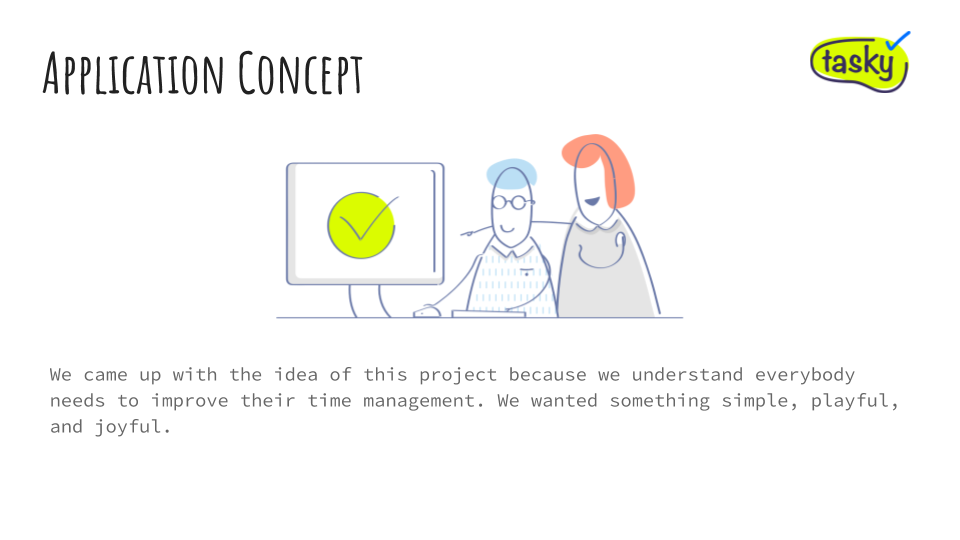 Application Concept
tasky
We came up with the idea of this project because we understand everybody
needs to improve their time management. We wanted something simple, playful,
and joyful.